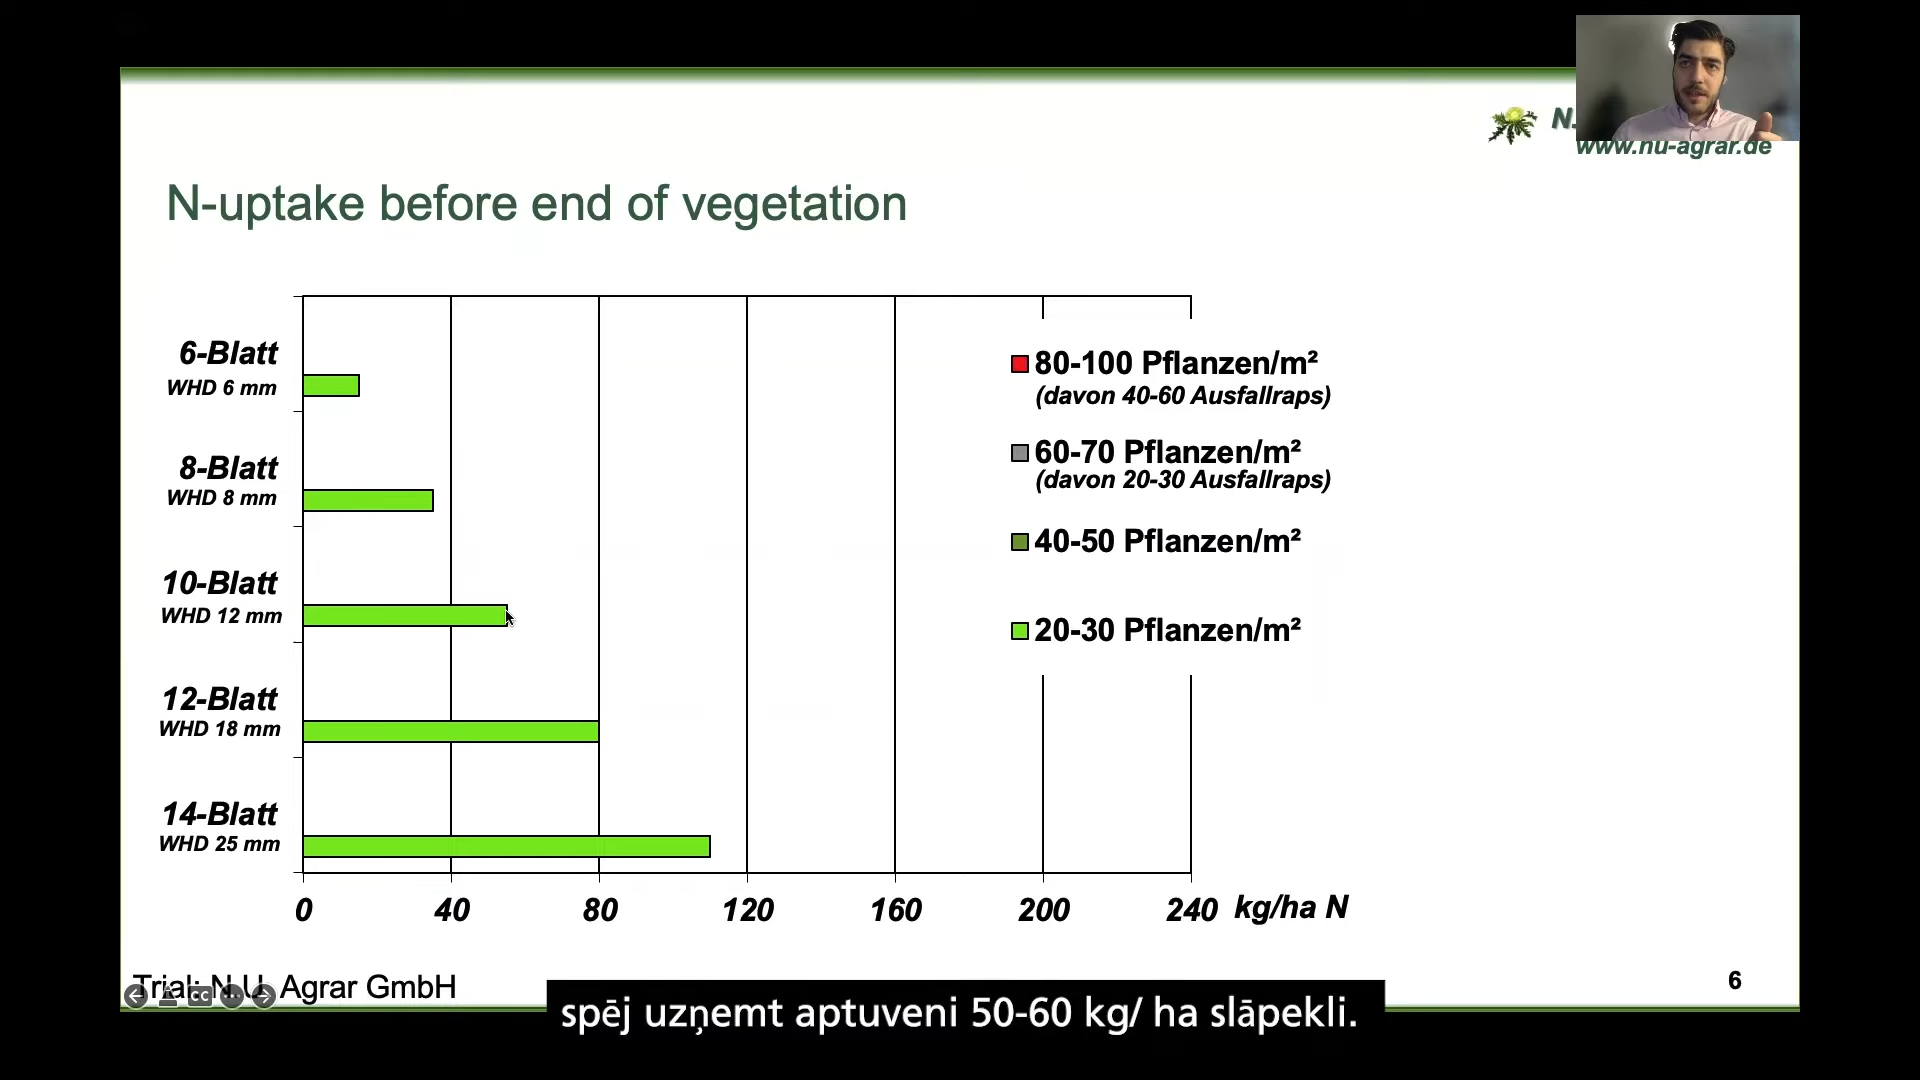 N.
www.nu-agrar.de
N-uptake before end of vegetation
6-Blatt
WHD 6 mm
8-Blatt
WHD 8 mm
10-Blatt
WHD 12 mm
12-Blatt
WHD 18 mm
14-Blatt
WHD 25 mm
80-100 Pflanzen/m²
(davon 40-60 Ausfallraps)
60-70 Pflanzen/m²
(davon 20-30 Ausfallraps)
40-50 Pflanzen/m²
20-30 Pflanzen/m²
0 40 80 120 160 200 240 kg/ha N
Trial: N.U. Agrar GmbH
cc
6
spēj uzņemt aptuveni 50-60 kg/ ha slāpekli.